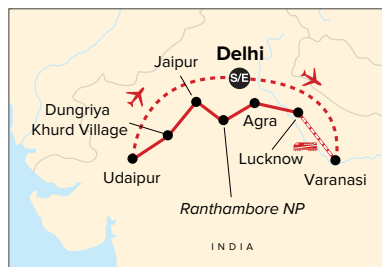 Delhi
S/E
Jaipur
Dungriya
Khurd Village
Agra
Lucknow
Udaipur
Varanasi
Ranthambore NP
INDIA